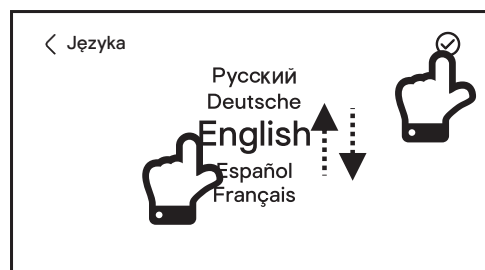 Języka
Русский
Deutsche
English
Español
Français